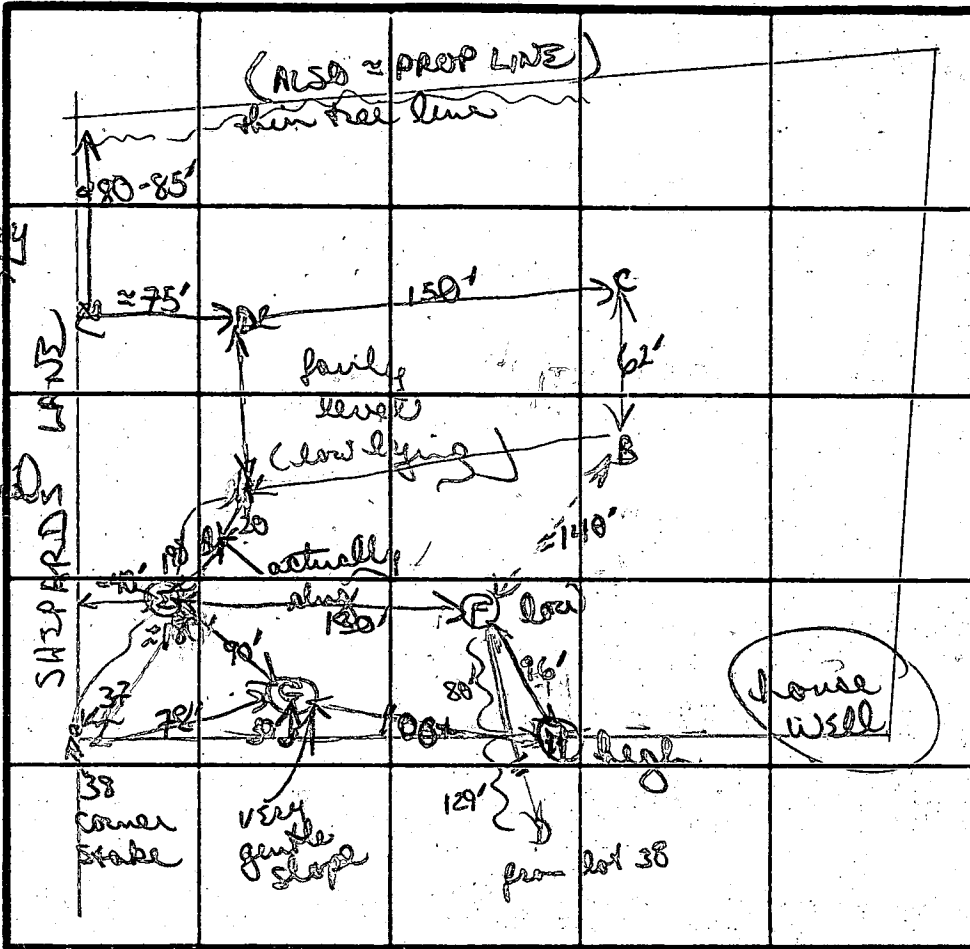 (ALSO ≈ PROP LINE)
thin tree line
≈80-85'
≈75'
150'
C
62'
fairly
level
(low lying)
B
20
≈140'
SHEPARDS LANE
actually
130'
F
low
90'
80'
96'
37
G
100'
H
high
house
well
38
corner
stake
very
gentle
slope
129'
D
from lot 38